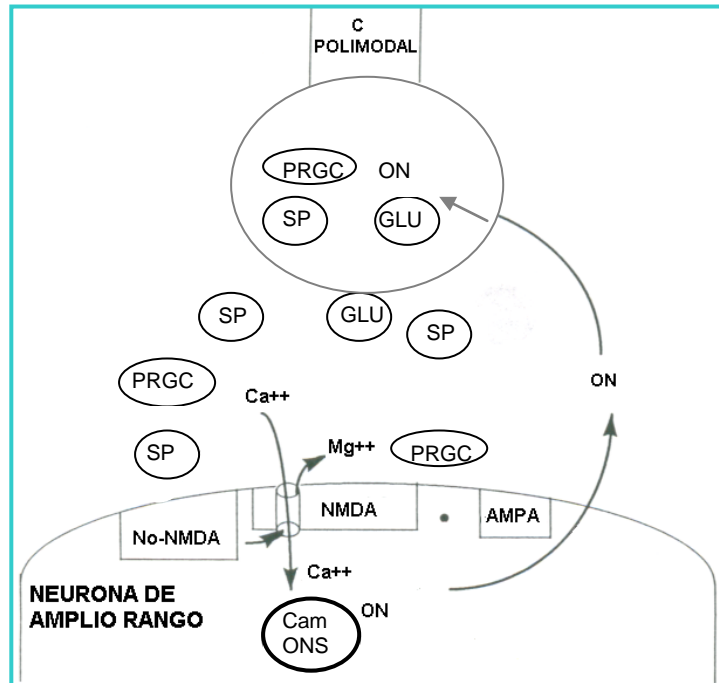 C
POLIMODAL
PRGC ON
SP GLU
SP GLU SP
PRGC
ON
Ca++
SP
Mg++ PRGC
No-NMDA NMDA AMPA
Ca++
NEURONA DE
AMPLIO RANGO
ON
Cam
ONS